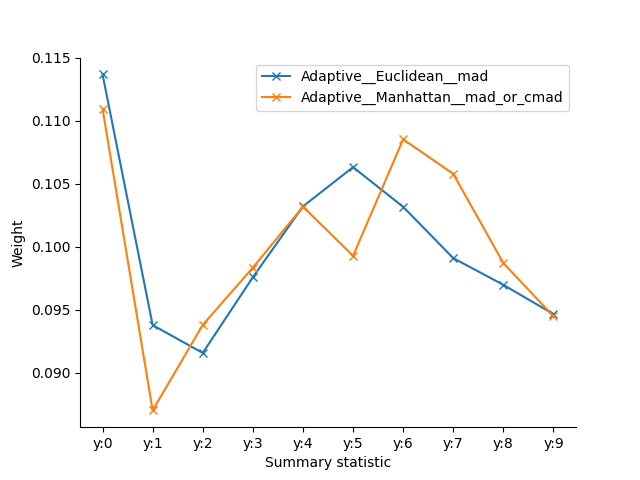 0.115
0.110
0.105
0.100
0.095
0.090
Weight
Adaptive__Euclidean__mad
Adaptive__Manhattan__mad_or_cmad
y:0 y:1 y:2 y:3 y:4 y:5 y:6 y:7 y:8 y:9
Summary statistic